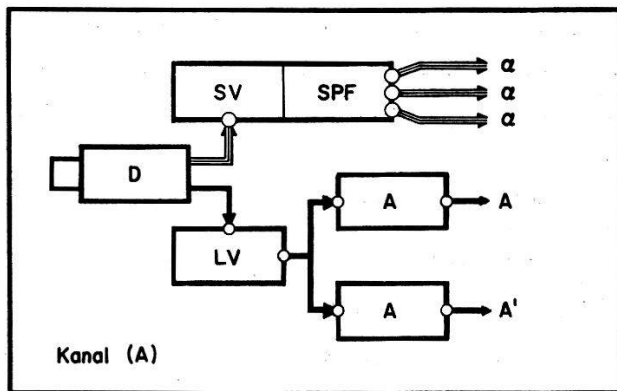 α
SV SPF α
α
D
A A
LV
A A'
Kanal (A)